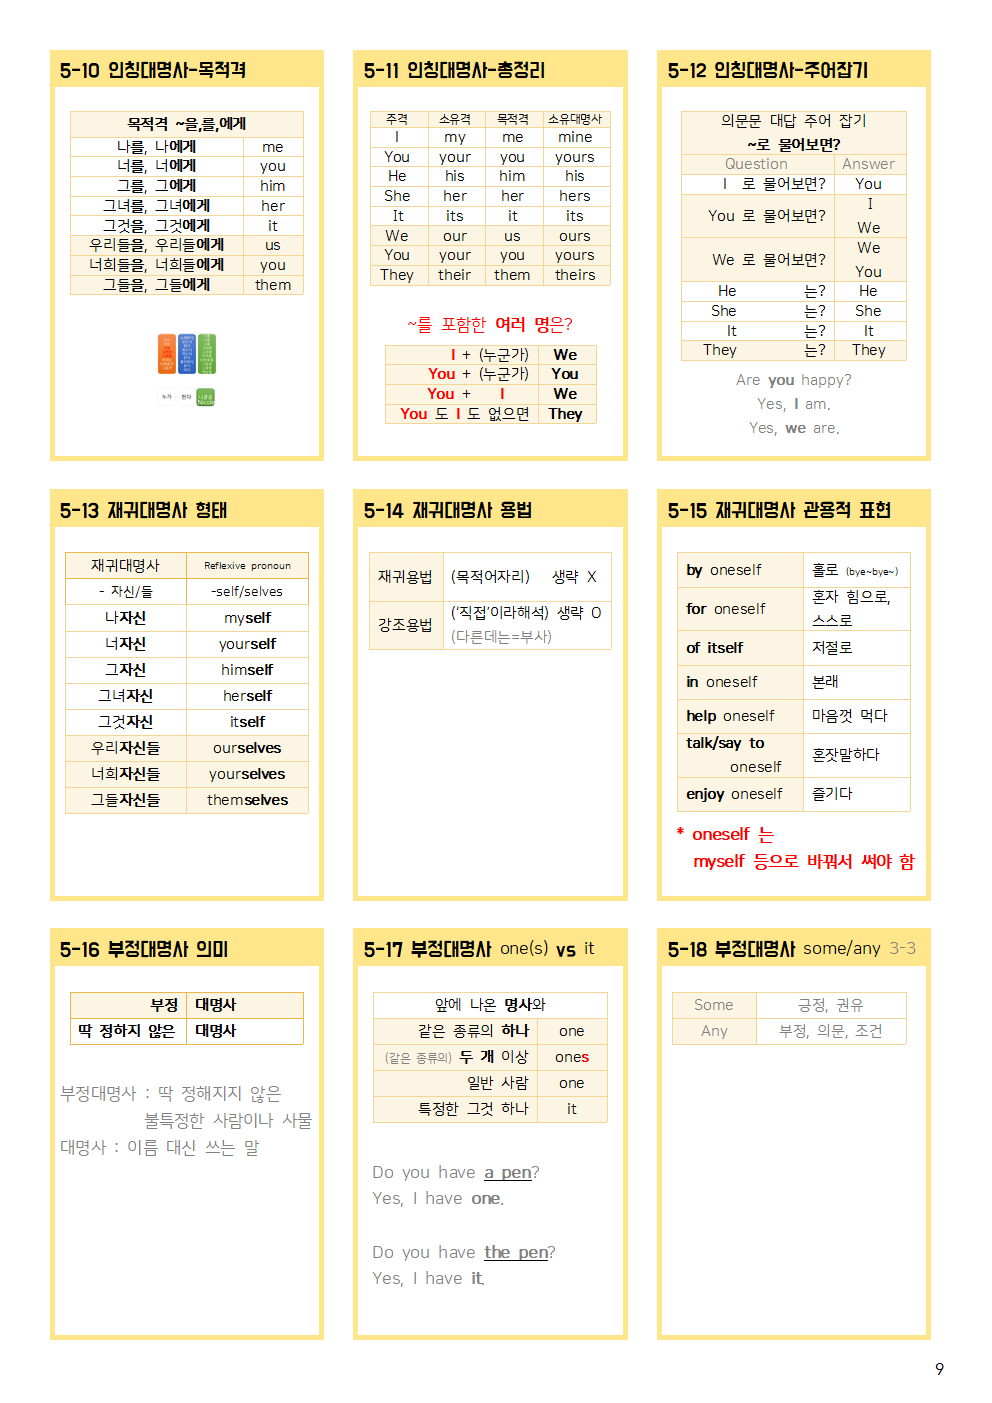 5-10 인칭대명사-목적격
목적격 ~을,를,에게
나를, 나에게 me
너를, 너에게 you
그를, 그에게 him
그녀를, 그녀에게 her
그것을, 그것에게 it
우리들을, 우리들에게 us
너희들을, 너희들에게 you
그들을, 그들에게 them
누가 한다
5-11 인칭대명사-총정리
주격 소유격 목적격 소유대명사
I my me mine
You your you yours
He his him his
She her her hers
It its it its
We our us ours
You your you yours
They their them theirs
~를 포함한 여러 명은?
I + (누군가) We
You + (누군가) You
You + I We
You 도 I 도 없으면 They
5-12 인칭대명사-주어잡기
의문문 대답 주어 잡기
~로 물어보면?
Question Answer
I 로 물어보면? You
You 로 물어보면? I
We
We 로 물어보면? We
You
He 는? He
She 는? She
It 는? It
They 는? They
Are you happy?
Yes, I am.
Yes, we are.
5-13 재귀대명사 형태
재귀대명사 Reflexive pronoun
- 자신/들 -self/selves
나자신 myself
너자신 yourself
그자신 himself
그녀자신 herself
그것자신 itself
우리자신들 ourselves
너희자신들 yourselves
그들자신들 themselves
5-14 재귀대명사 용법
재귀용법 (목적어자리) 생략 X
강조용법 (‘직접’이라해석) 생략 O
(다른데는=부사)
5-15 재귀대명사 관용적 표현
by oneself 홀로 (bye~bye~)
for oneself 혼자 힘으로,
스스로
of itself 저절로
in oneself 본래
help oneself 마음껏 먹다
talk/say to
oneself 혼잣말하다
enjoy oneself 즐기다
* oneself 는
myself 등으로 바꿔서 써야 함
5-16 부정대명사 의미
부정 대명사
딱 정하지 않은 대명사
부정대명사 : 딱 정해지지 않은
불특정한 사람이나 사물
대명사 : 이름 대신 쓰는 말
5-17 부정대명사 one(s) vs it
앞에 나온 명사와
같은 종류의 하나 one
(같은 종류의) 두 개 이상 ones
일반 사람 one
특정한 그것 하나 it
Do you have a pen?
Yes, I have one.
Do you have the pen?
Yes, I have it.
5-18 부정대명사 some/any 3-3
Some 긍정, 권유
Any 부정, 의문, 조건
9